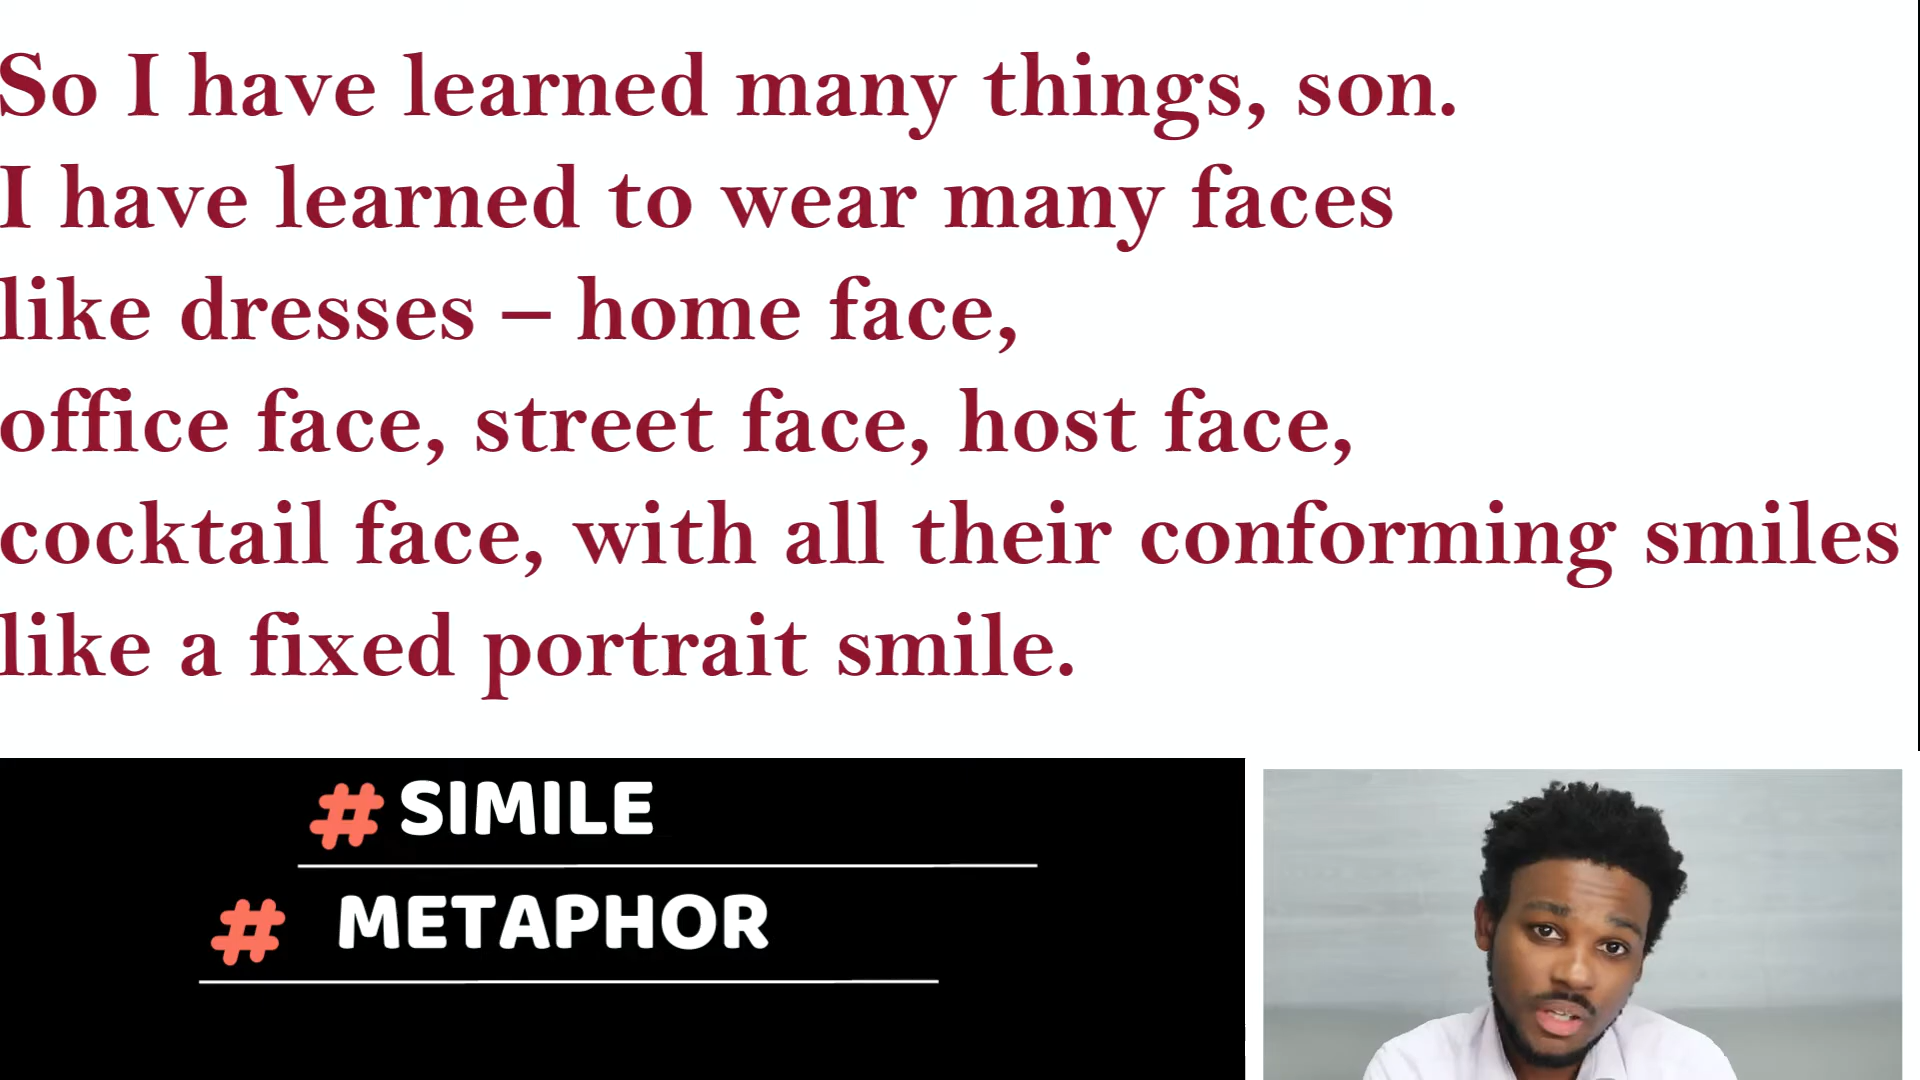 So I have learned many things, son.
I have learned to wear many faces
like dresses – home face,
office face, street face, host face,
cocktail face, with all their conforming smiles
like a fixed portrait smile.
# SIMILE
# METAPHOR